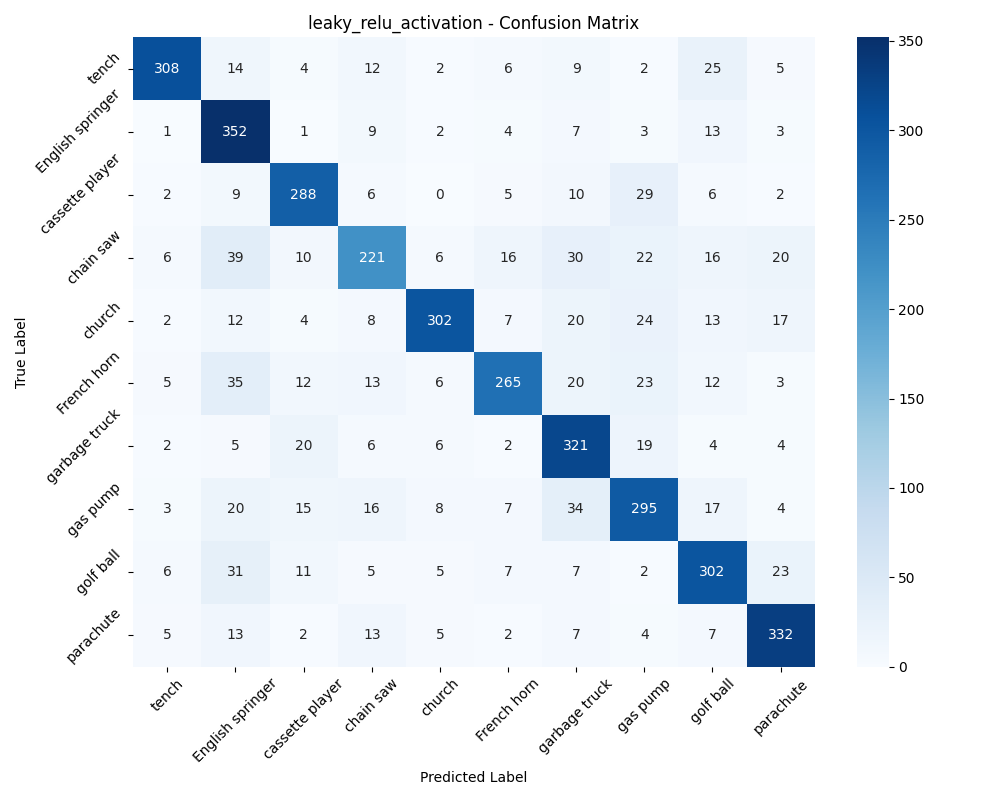 leaky_relu_activation - Confusion Matrix
True Label
tench 308 14 4 12 2 6 9 2 25 5
English springer 1 352 1 9 2 4 7 3 13 3
cassette player 2 9 288 6 0 5 10 29 6 2
chain saw 6 39 10 221 6 16 30 22 16 20
church 2 12 4 8 302 7 20 24 13 17
French horn 5 35 12 13 6 265 20 23 12 3
garbage truck 2 5 20 6 6 2 321 19 4 4
gas pump 3 20 15 16 8 7 34 295 17 4
golf ball 6 31 11 5 5 7 7 2 302 23
parachute 5 13 2 13 5 2 7 4 7 332
tench English springer cassette player chain saw church French horn garbage truck gas pump golf ball parachute
Predicted Label
350
300
250
200
150
100
50
0